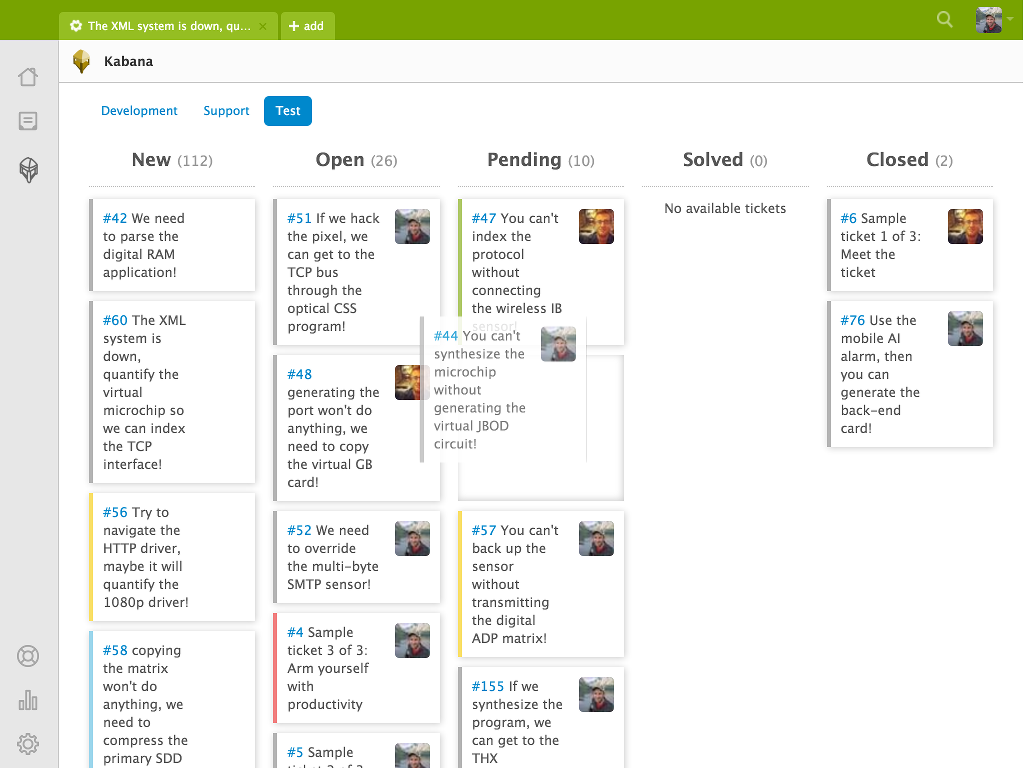 The XML system is down, qu...
add
Kabana
Development
Support
Test
New (112)
#42 We need
to parse the
digital RAM
application!
#60 The XML
system is
down,
quantify the
virtual
microchip so
we can index
the TCP
interface!
#56 Try to
navigate the
HTTP driver,
maybe it will
quantify the
1080p driver!
#58 copying
the matrix
won't do
anything, we
need to
compress the
primary SDD
Open (26)
#51 If we hack
the pixel, we
can get to the
TCP bus
through the
optical CSS
program!
#48
generating the
port won't do
anything, we
need to copy
the virtual GB
card!
#52 We need
to override
the multi-byte
SMTP sensor!
#4 Sample
ticket 3 of 3:
Arm yourself
with
productivity
#5 Sample
ticket 2 of 3
Pending (10)
#47 You can't
index the
protocol
without
connecting
the wireless IB
sensor!
#44 You can't
synthesize the
microchip
without
generating the
virtual JBOD
circuit!
#57 You can't
back up the
sensor
without
transmitting
the digital
ADP matrix!
#155 If we
synthesize the
program, we
can get to the
THX
Solved (0)
No available tickets
Closed (2)
#6 Sample
ticket 1 of 3:
Meet the
ticket
#76 Use the
mobile AI
alarm, then
you can
generate the
back-end
card!